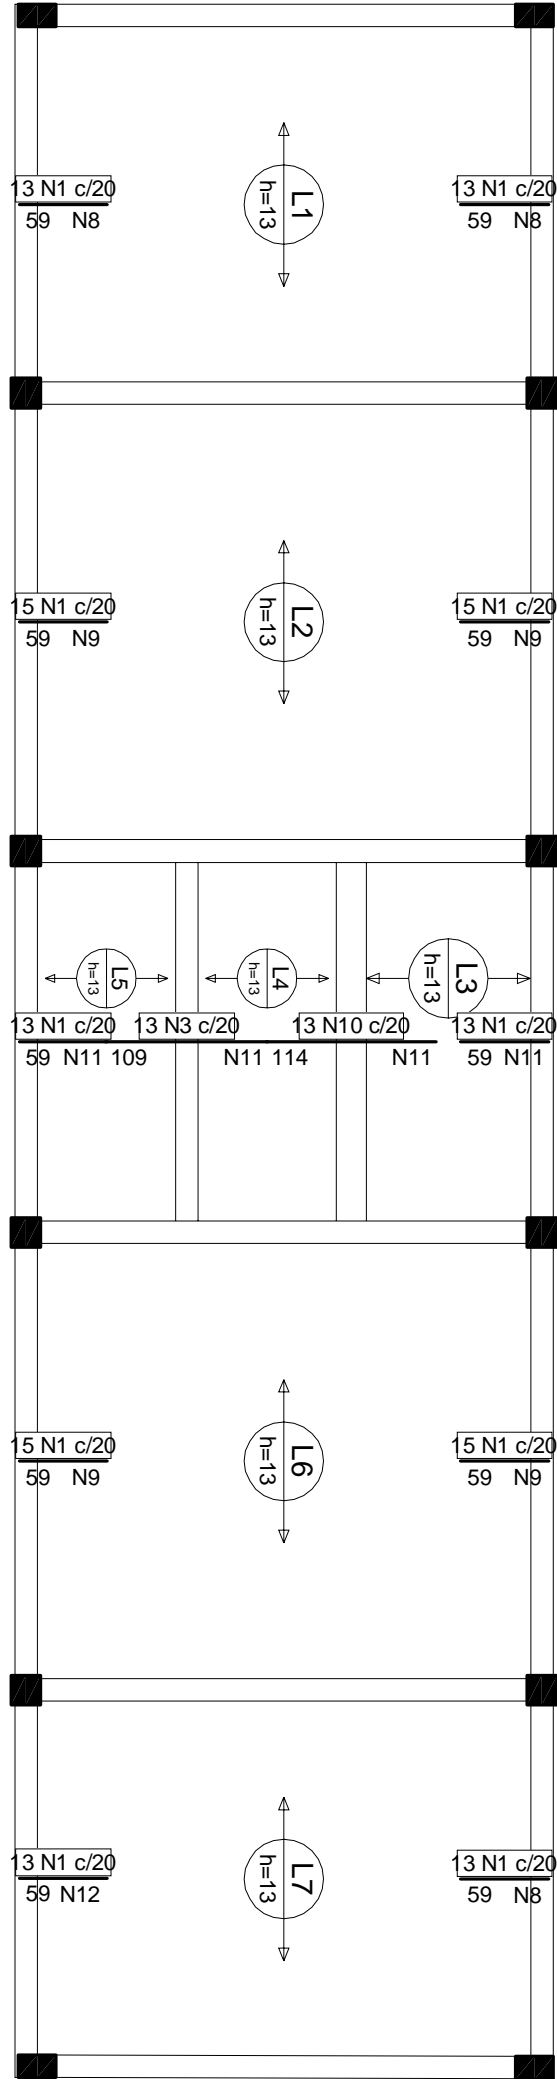 13 N1 c/20
59 N8
L1
h=13
13 N1 c/20
59 N8
15 N1 c/20
59 N9
L2
h=13
15 N1 c/20
59 N9
L5
h=13
L4
h=13
L3
h=13
13 N1 c/20
13 N3 c/20
13 N10 c/20
13 N1 c/20
59 N11 109
N11 114
N11
59 N11
15 N1 c/20
59 N9
L6
h=13
15 N1 c/20
59 N9
13 N1 c/20
59 N12
L7
h=13
13 N1 c/20
59 N8